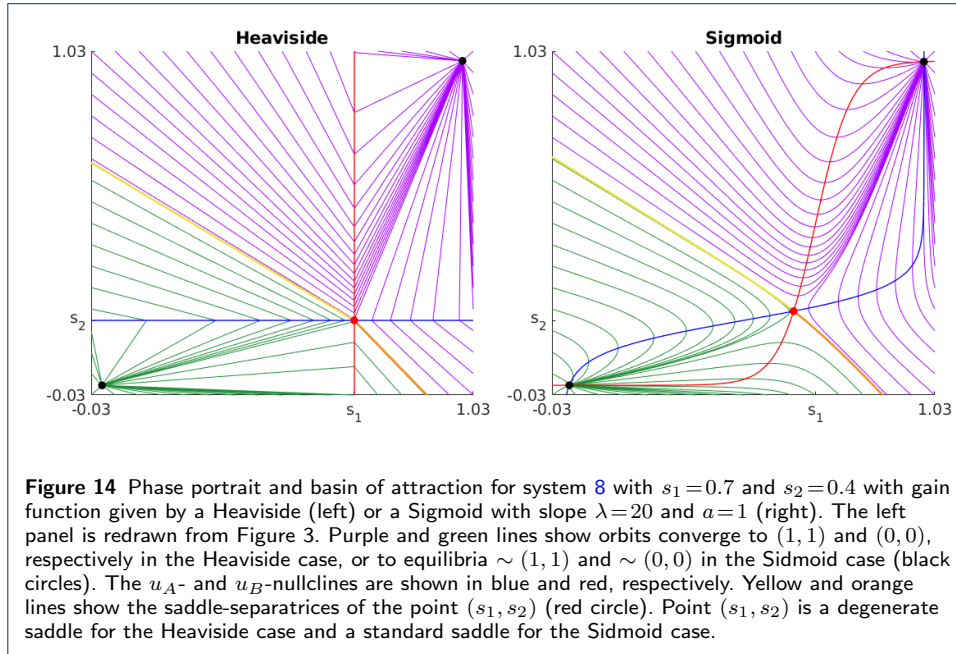 Heaviside
Sigmoid
1.03
s2
-0.03
-0.03
s1
1.03
1.03
s2
-0.03
-0.03
s1
1.03
Figure 14 Phase portrait and basin of attraction for system 8 with s1=0.7 and s2=0.4 with gain
function given by a Heaviside (left) or a Sigmoid with slope λ=20 and a=1 (right). The left
panel is redrawn from Figure 3. Purple and green lines show orbits converge to (1, 1) and (0, 0),
respectively in the Heaviside case, or to equilibria ∼ (1, 1) and ∼ (0, 0) in the Sidmoid case (black
circles). The uA- and uB-nullclines are shown in blue and red, respectively. Yellow and orange
lines show the saddle-separatrices of the point (s1, s2) (red circle). Point (s1, s2) is a degenerate
saddle for the Heaviside case and a standard saddle for the Sidmoid case.